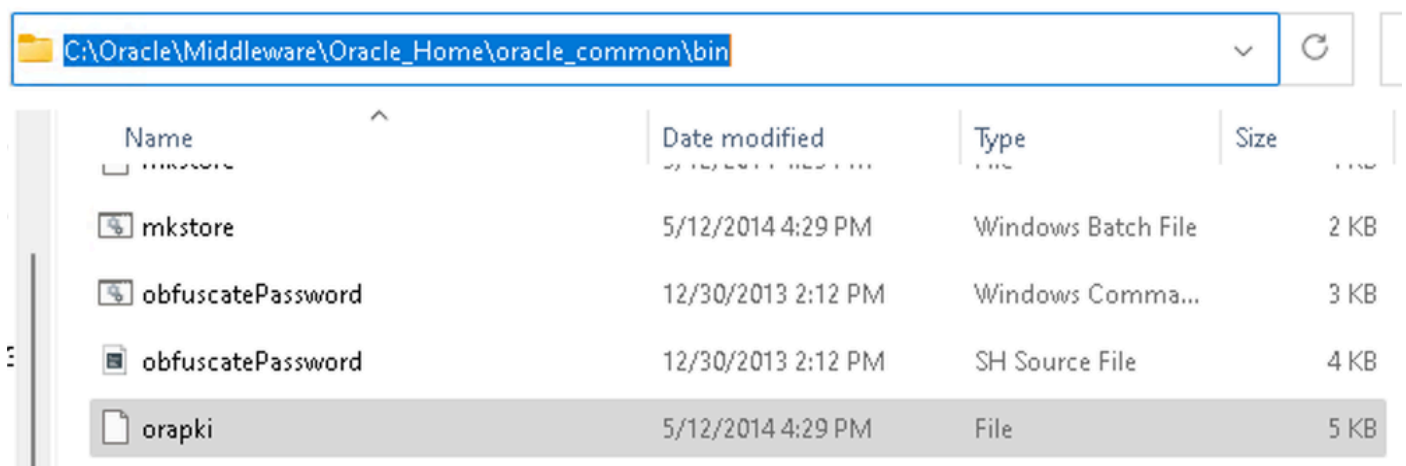 C:\Oracle\Middleware\Oracle_Home\oracle_common\bin
Name Date modified Type Size
mkstore 5/12/2014 4:29 PM Windows Batch File 2 KB
obfuscatePassword 12/30/2013 2:12 PM Windows Comma... 3 KB
obfuscatePassword 12/30/2013 2:12 PM SH Source File 4 KB
orapki 5/12/2014 4:29 PM File 5 KB